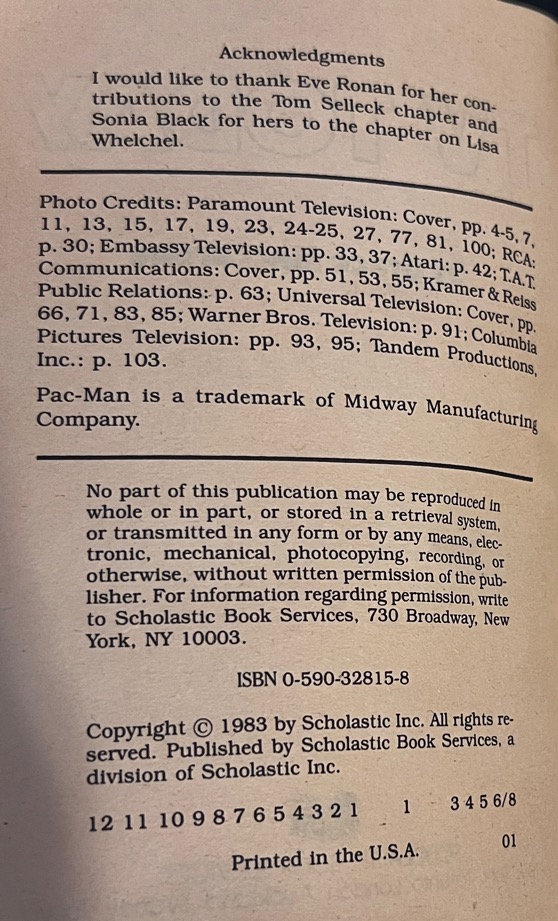 Acknowledgments
I would like to thank Eve Ronan for her con-
tributions to the Tom Selleck chapter and
Sonia Black for hers to the chapter on Lisa
Whelchel.
Photo Credits: Paramount Television: Cover, pp. 4-5, 7,
11, 13, 15, 17, 19, 23, 24-25, 27, 77, 81, 100; RCA:
p. 30; Embassy Television: pp. 33, 37; Atari: p. 42; T.A.T.
Communications: Cover, pp. 51, 53, 55; Kramer & Reiss
Public Relations: p. 63; Universal Television: Cover, pp.
66, 71, 83, 85; Warner Bros. Television: p. 91; Columbia
Pictures Television: pp. 93, 95; Tandem Productions,
Inc.: p. 103.
Pac-Man is a trademark of Midway Manufacturing
Company.
No part of this publication may be reproduced in
whole or in part, or stored in a retrieval system,
or transmitted in any form or by any means, elec-
tronic, mechanical, photocopying, recording, or
otherwise, without written permission of the pub-
lisher. For information regarding permission, write
to Scholastic Book Services, 730 Broadway, New
York, NY 10003.
ISBN 0-590-32815-8
Copyright © 1983 by Scholastic Inc. All rights re-
served. Published by Scholastic Book Services, a
division of Scholastic Inc.
12 11 10 9 8 7 6 5 4 3 2 1 1 3 4 5 6/8
Printed in the U.S.A. 01